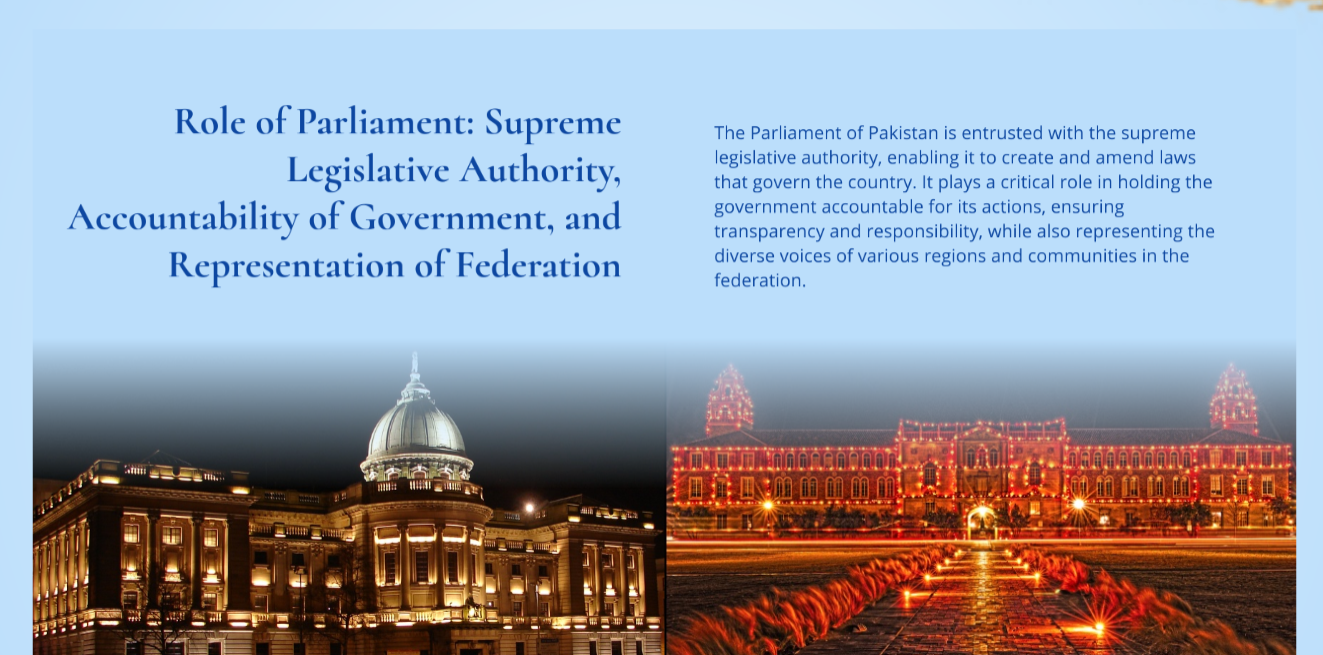 Role of Parliament: Supreme
Legislative Authority,
Accountability of Government, and
Representation of Federation
The Parliament of Pakistan is entrusted with the supreme
legislative authority, enabling it to create and amend laws
that govern the country. It plays a critical role in holding the
government accountable for its actions, ensuring
transparency and responsibility, while also representing the
diverse voices of various regions and communities in the
federation.